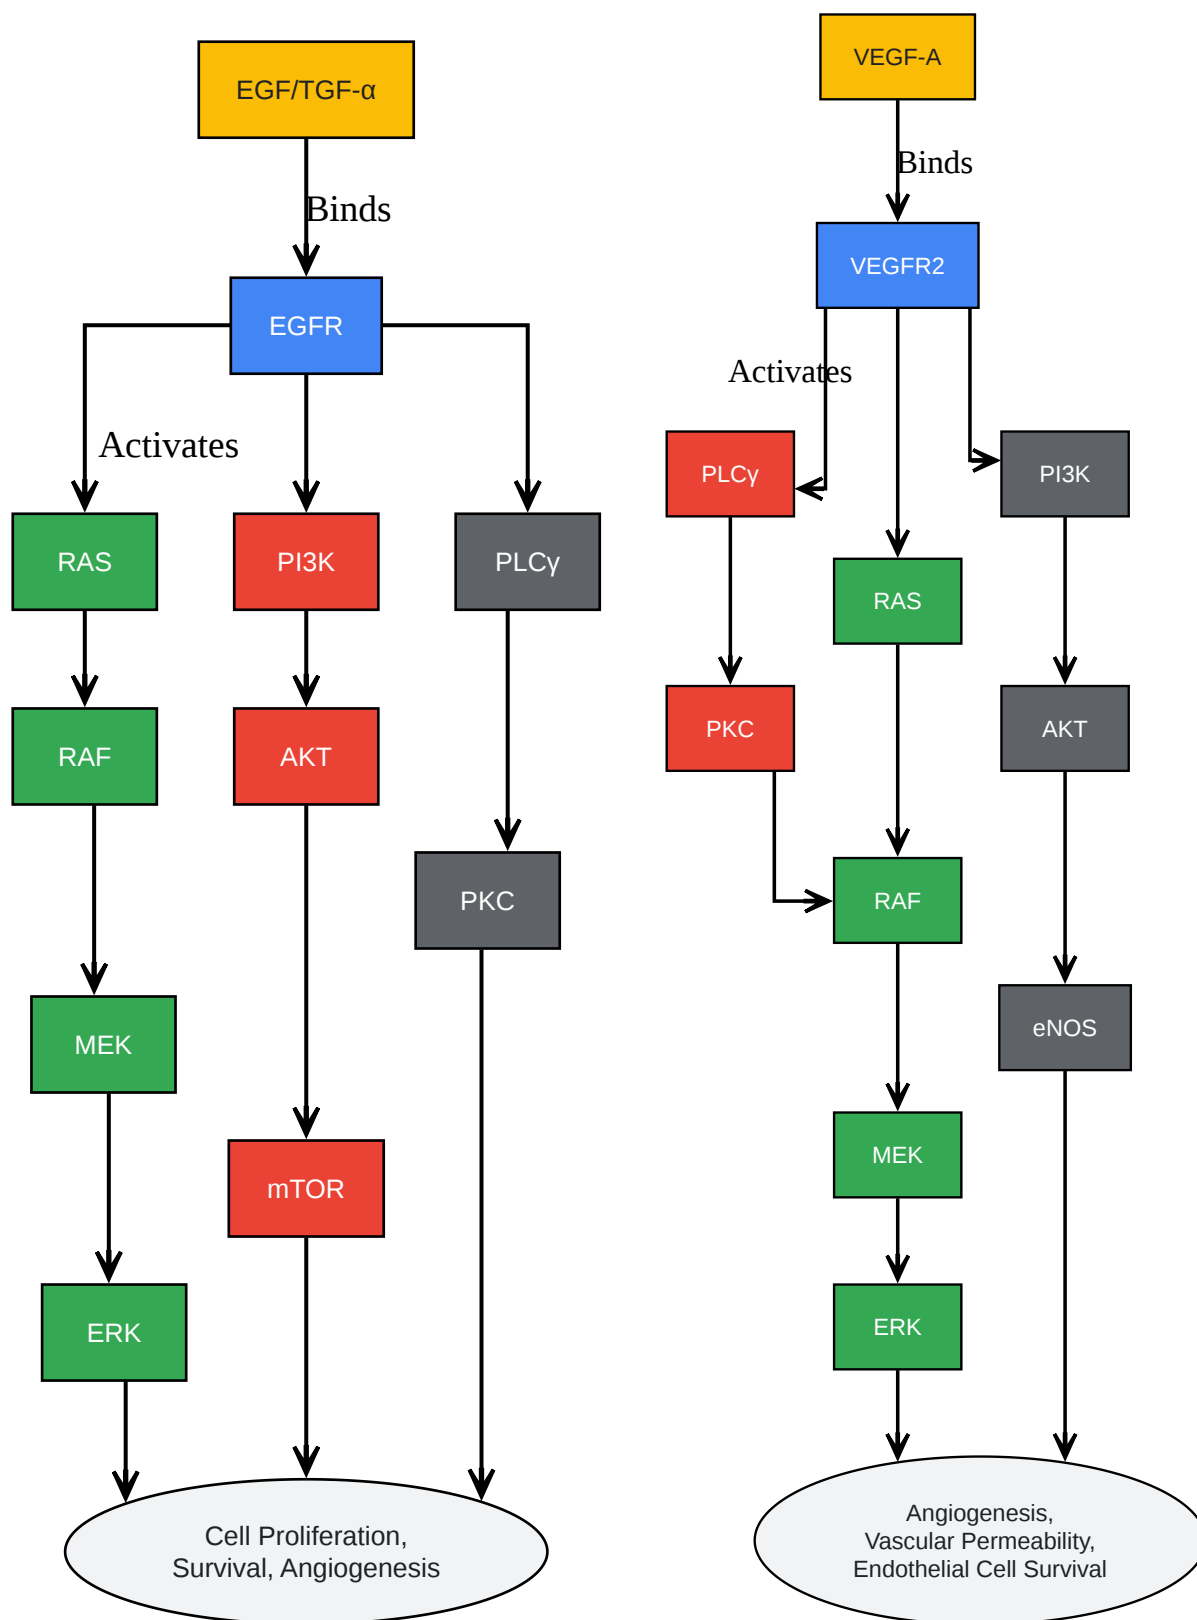 EGF/TGF-α
Binds
EGFR
Activates
RAS
PI3K
PLCγ
RAF
AKT
PKC
MEK
mTOR
ERK
Cell Proliferation,
Survival, Angiogenesis
VEGF-A
Binds
VEGFR2
Activates
PLCγ
PI3K
RAS
PKC
AKT
RAF
eNOS
MEK
ERK
Angiogenesis,
Vascular Permeability,
Endothelial Cell Survival